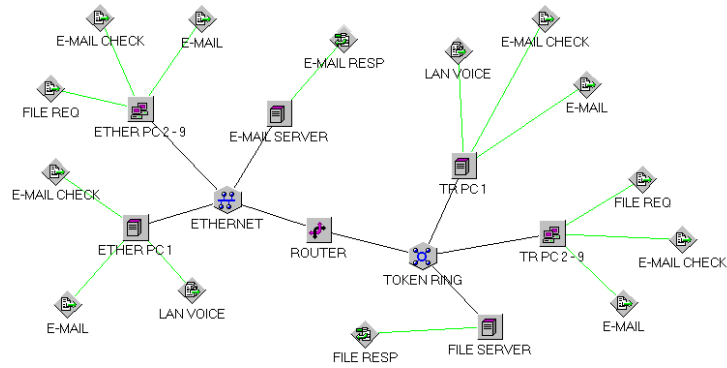 E-MAIL CHECK
E-MAIL
E-MAIL RESP
E-MAIL CHECK
LAN VOICE
E-MAIL
FILE REQ
ETHER PC 2 - 9
E-MAIL SERVER
E-MAIL CHECK
TR PC 1
FILE REQ
ETHERNET
ETHER PC 1
ROUTER
TR PC 2 - 9
E-MAIL CHECK
TOKEN RING
E-MAIL
LAN VOICE
E-MAIL
FILE RESP
FILE SERVER